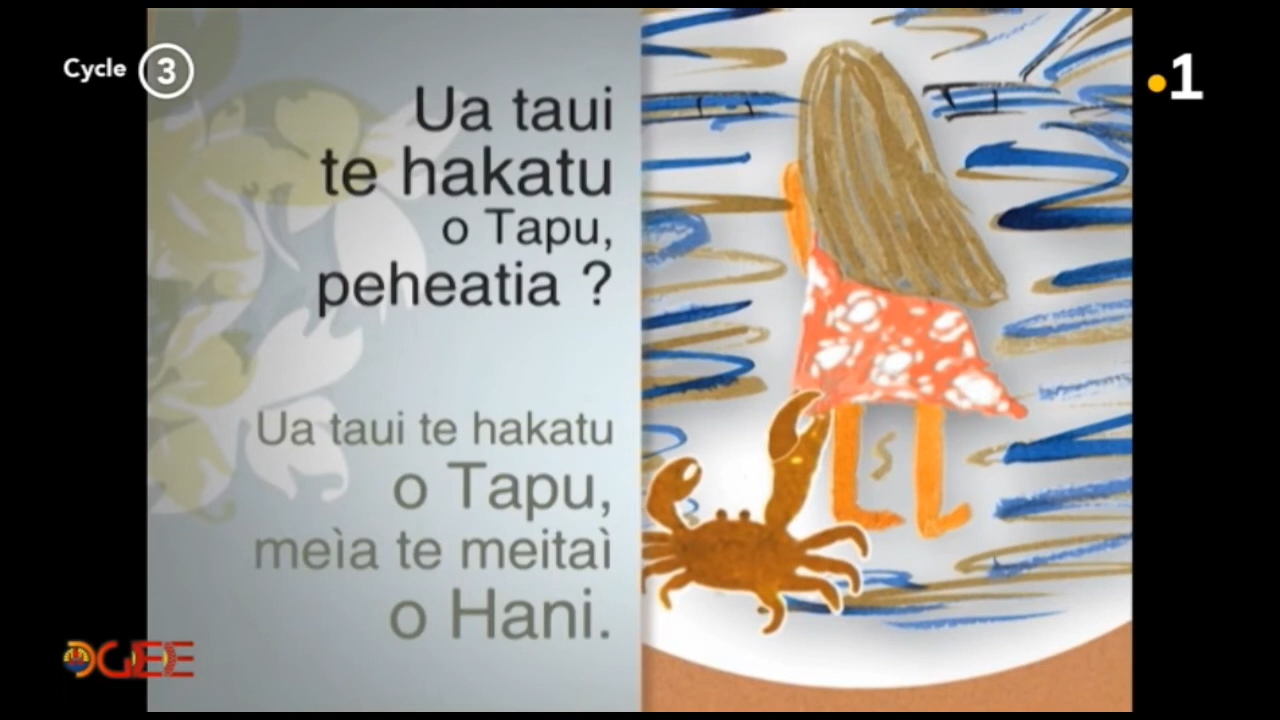 Cycle 3
1
Ua taui
te hakatu
o Tapu,
peheatia ?
Ua taui te hakatu
o Tapu,
meìa te meitaì
o Hani.
DGEE